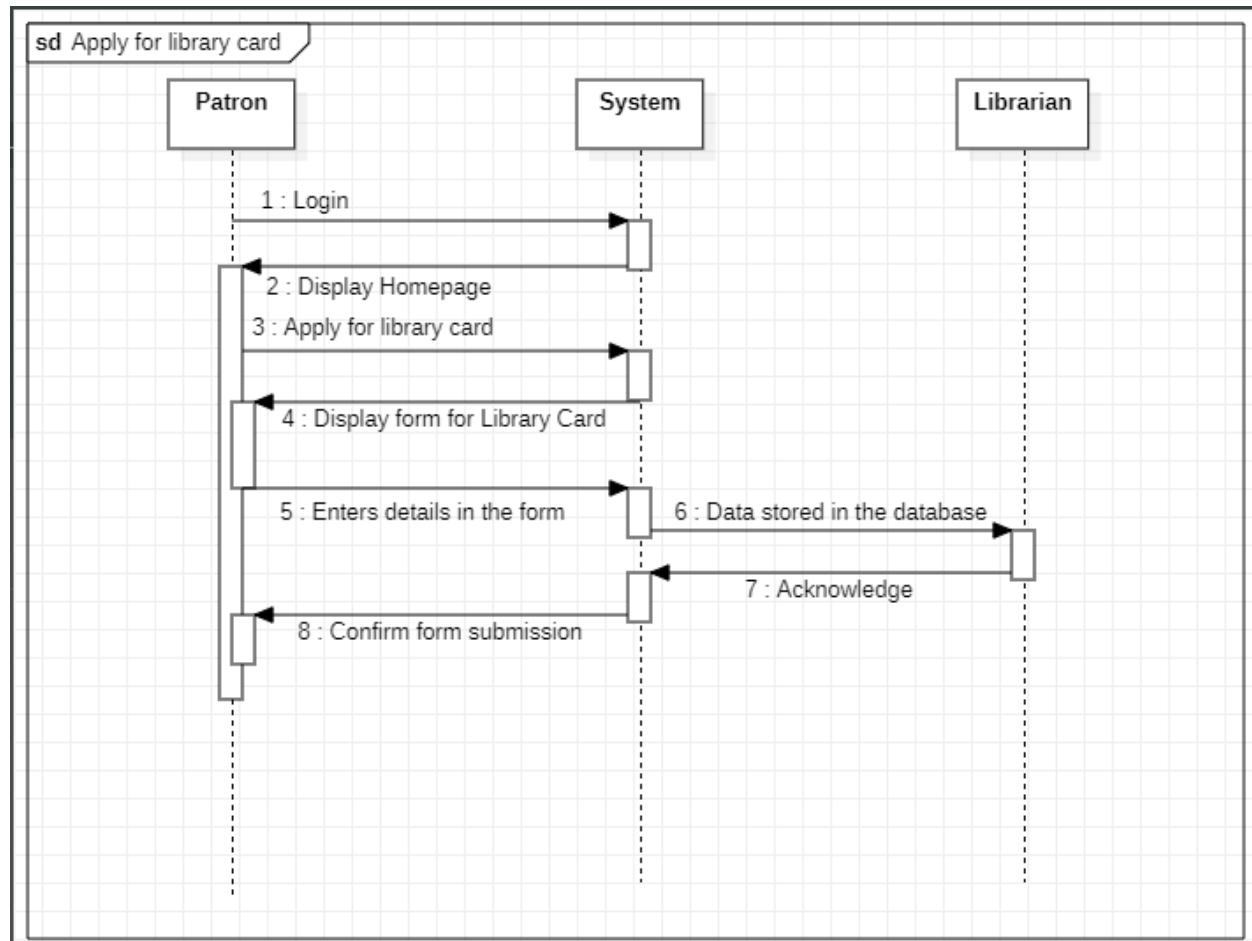 sd Apply for library card
Patron
System
Librarian
1 : Login
2 : Display Homepage
3 : Apply for library card
4 : Display form for Library Card
5 : Enters details in the form
6 : Data stored in the database
7 : Acknowledge
8 : Confirm form submission